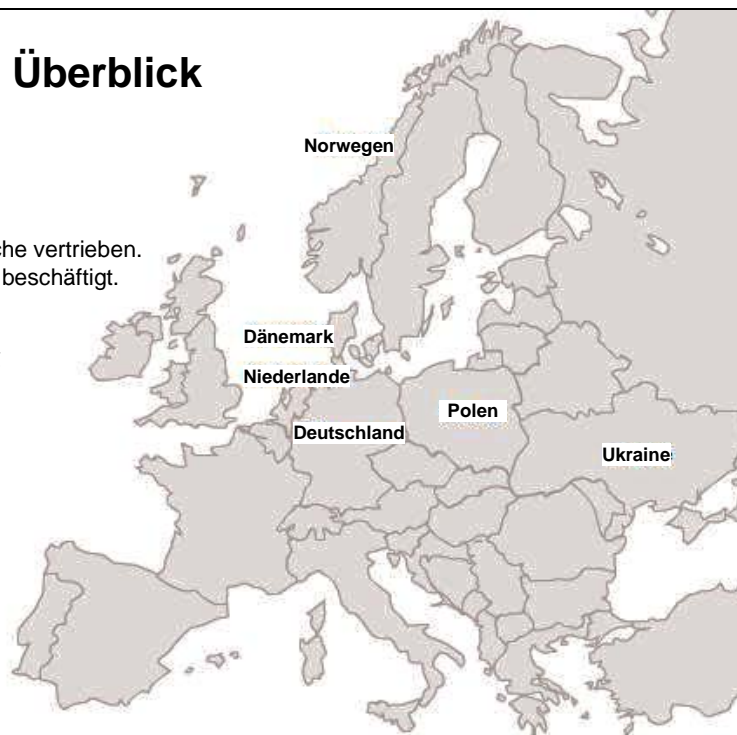 Überblick
Norwegen
che vertrieben.
beschäftigt.
Dänemark
Niederlande
Polen
Deutschland
Ukraine